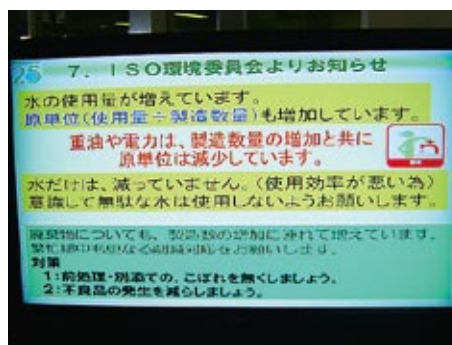 25 7. ISO環境委員会よりお知らせ
水の使用量が増えています。
原単位(使用量÷製造数量)も増加しています。
重油や電力は、製造数量の増加と共に
原単位は減少しています。
水だけは、減っていません。(使用効率が悪い為)
意識して無駄な水は使用しないようお願いします。
廃棄物についても、製造数の増加に連れて増えています。
お願いします。
対策
1:前処理・別添での、こぼれを無くしましょう。
2:不良品の発生を減らしましょう。